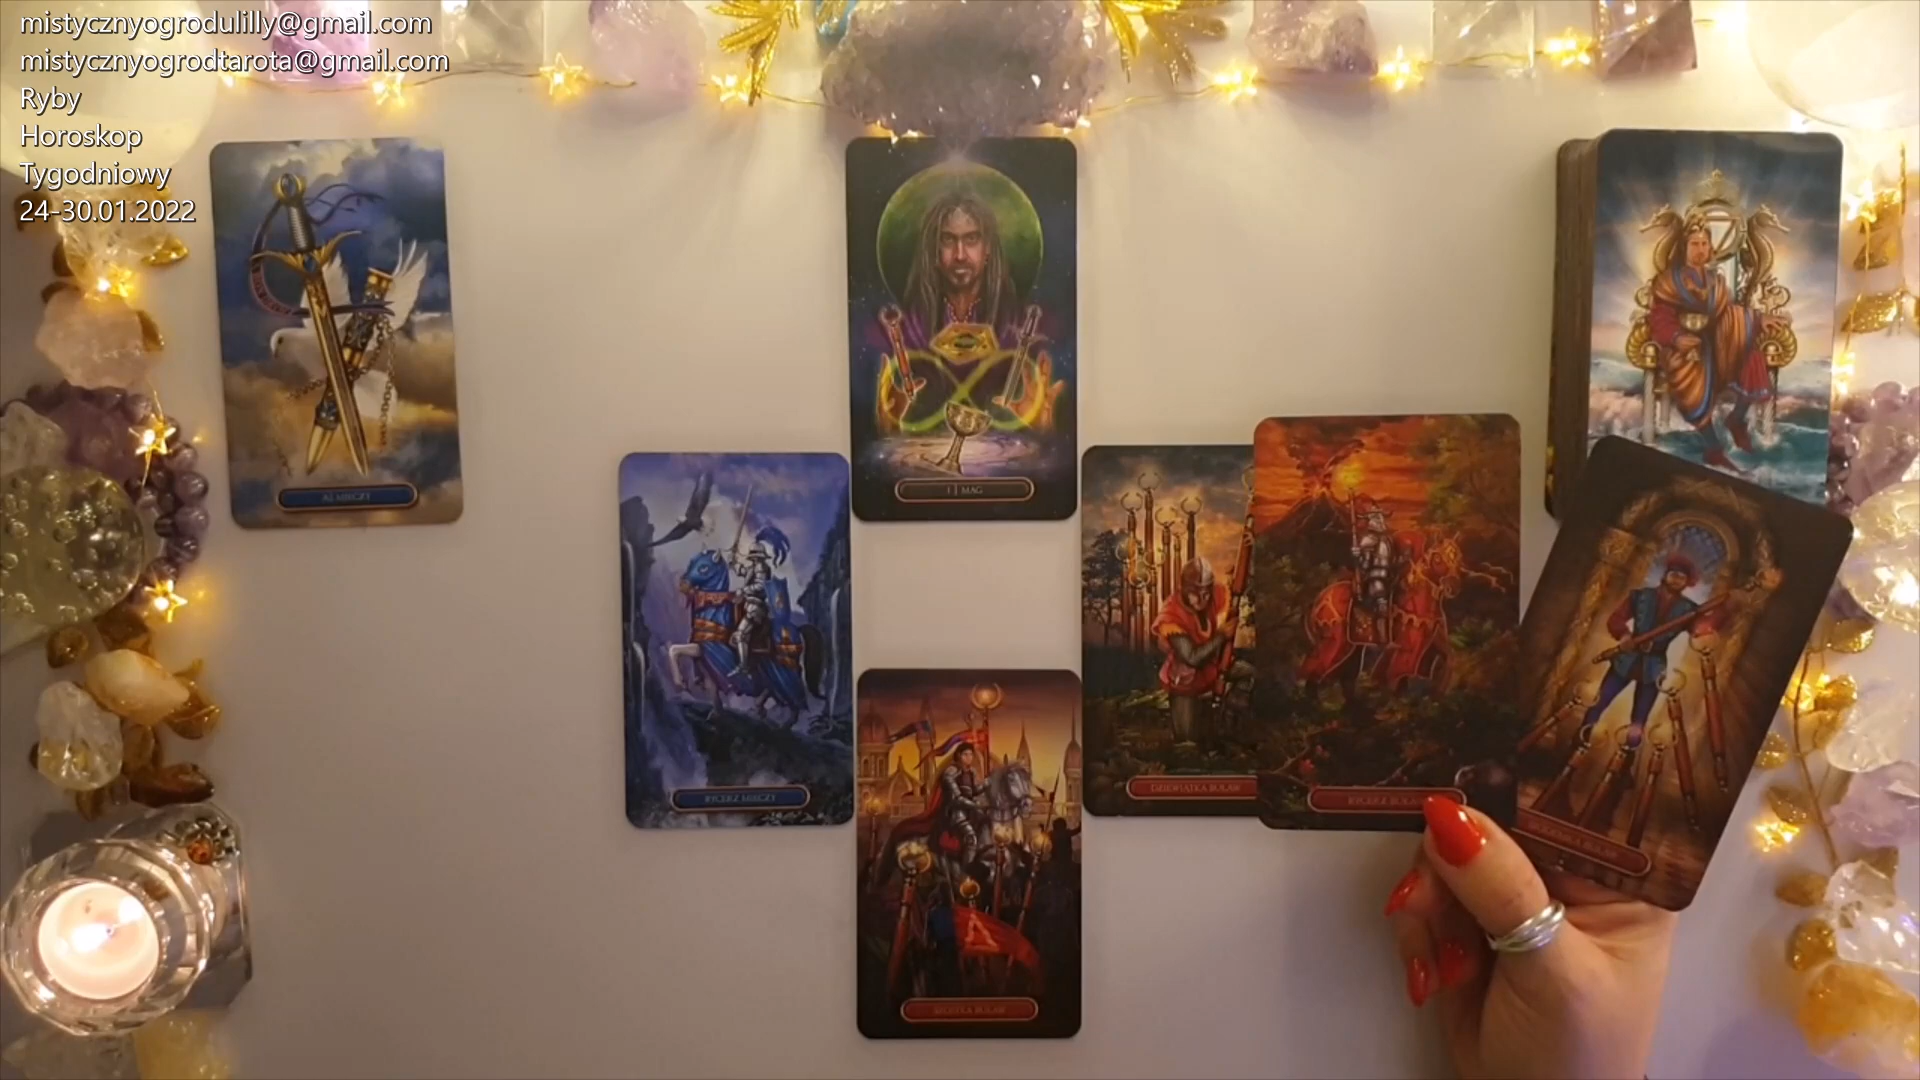 mistycznyogrodulilly@gmail.com
mistycznyogrodtarota@gmail.com
Ryby
Horoskop
Tygodniowy
24-30.01.2022
AS MIECZY
I | MAG
RYCERZ MIECZY
DZIEWIĄTKA BUŁAW
RYCERZ BUŁAW
SZÓSTKA BUŁAW